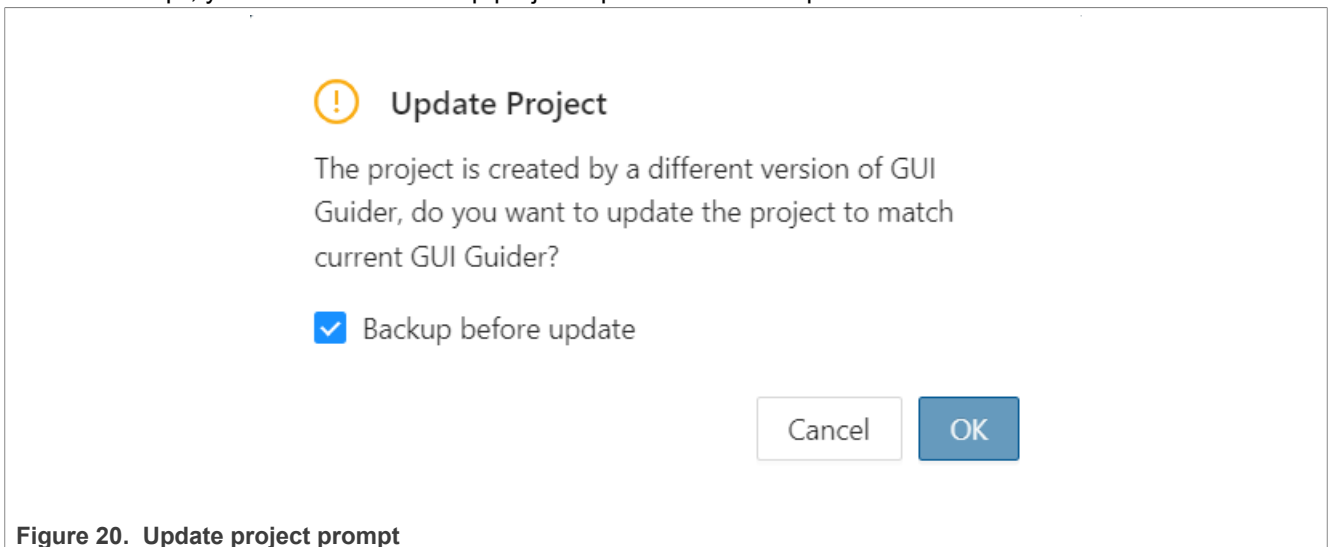 Update Project
The project is created by a different version of GUI
Guider, do you want to update the project to match
current GUI Guider?
Backup before update
Cancel OK
Figure 20. Update project prompt